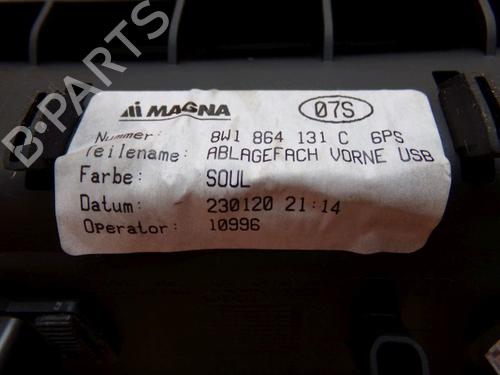 B-PARTS
MAGNA
07S
Nummer: 8W1 864 131 C 6PS
Teilename: ABLAGEFACH VORNE USB
Farbe: SOUL
Datum: 230120 21:14
Operator: 10996